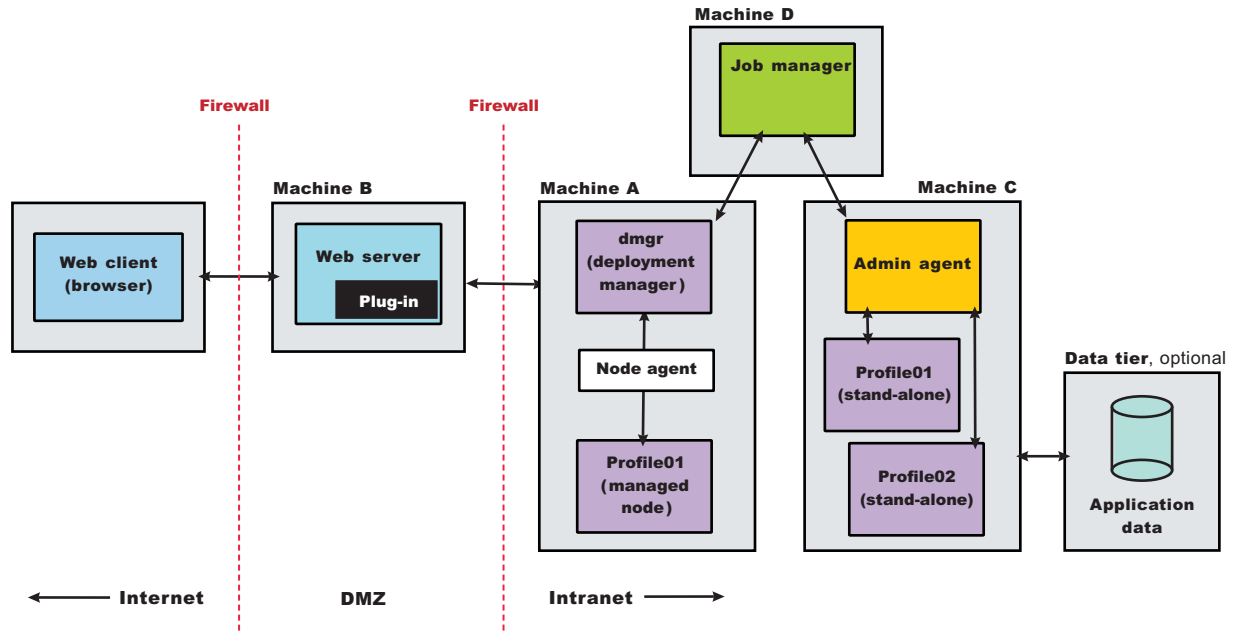 Machine D
Job manager
Firewall
Firewall
Machine B
Machine A
Machine C
Web client
(browser)
Web server
Plug-in
dmgr
(deployment
manager)
Node agent
Profile01
(managed
node)
Admin agent
Profile01
(stand-alone)
Profile02
(stand-alone)
Data tier, optional
Application
data
Internet
DMZ
Intranet